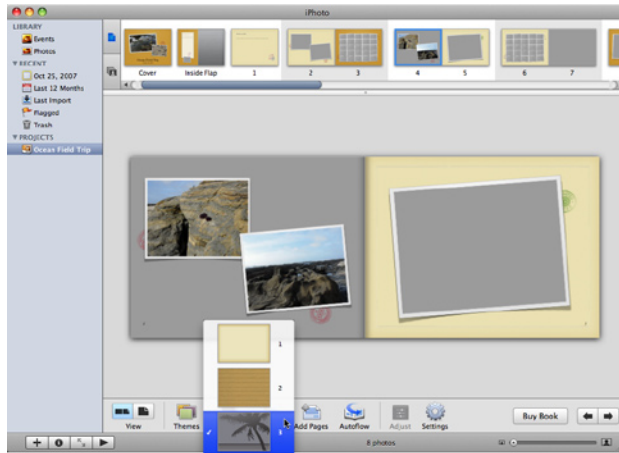 iPhoto
LIBRARY
Events
Photos
RECENT
Oct 25, 2007
Last 12 Months
Last Import
Flagged
Trash
PROJECTS
Ocean Field Trip
Cover
Inside Flap
1
2
3
4
5
6
7
1
2
3
View
Themes
Add Pages
Autoflow
Adjust
Settings
Buy Book
8 photos